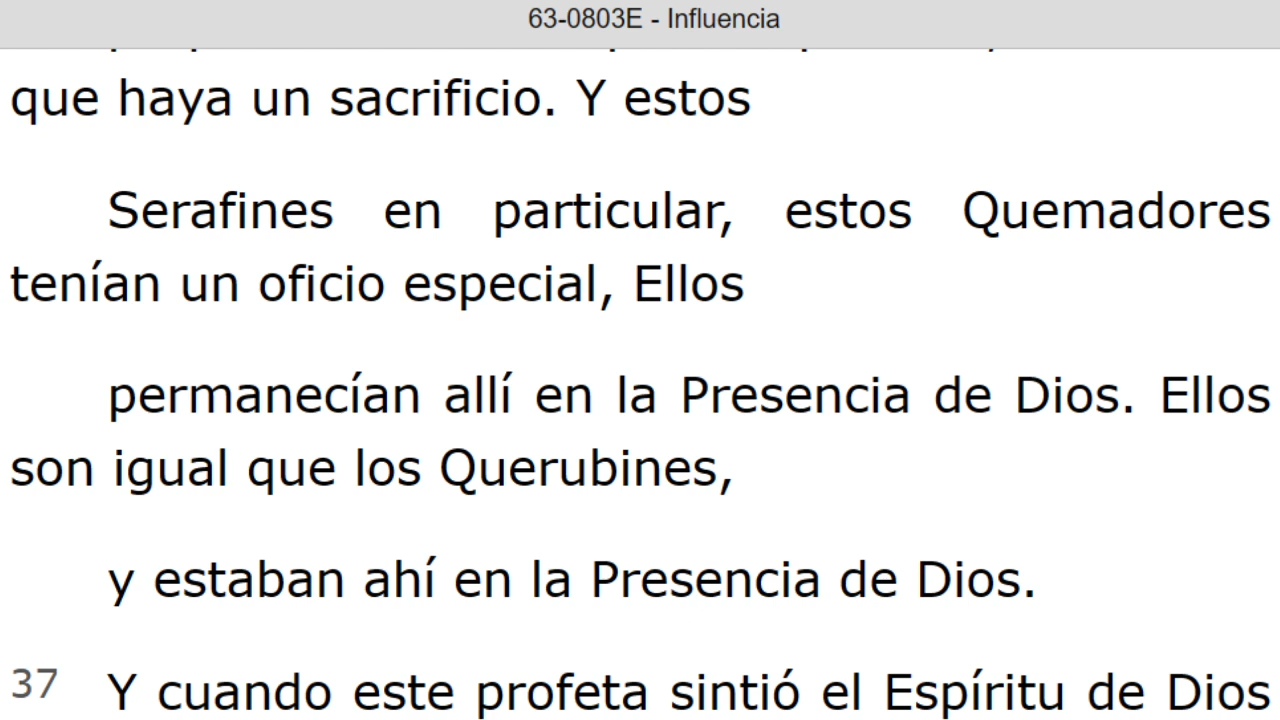 63-0803E - Influencia
que haya un sacrificio. Y estos
Serafines en particular, estos Quemadores
tenían un oficio especial, Ellos
permanecían allí en la Presencia de Dios. Ellos
son igual que los Querubines,
y estaban ahí en la Presencia de Dios.
37 Y cuando este profeta sintió el Espíritu de Dios